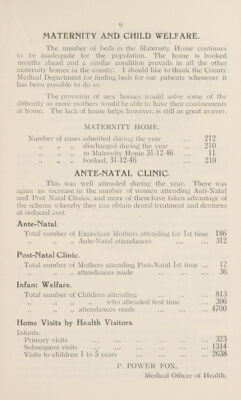 9
MATERNITY AND CHILD WELFARE.
The number of beds in the Maternity Home continues
to be inadequate for the population. The home is booked
months ahead and a similar condition prevails in all the other
maternity homes in the county. I should like to thank the County
Medical Department for finding beds for our patients whenever it
has been possible to do so.
The provision of new houses would solve some of the
difficulty as more mothers would be able to have their confinements
at home. The lack of home helps however, is still as great as ever.
MATERNITY HOME.
Number of cases admitted during the year ... 212
„ „ „ discharged during the year ... 210
„ „ „ in Maternity Home 31-12-46 ... 11
„ „ „ booked, 31-12-46 ... 210
ANTE-NATAL CLINIC.
This was well attended during the year. There was
again an increase in the number of women attending Anti-Natal
and Post Natal Clinics, and more of them have taken advantage of
the scheme whereby they can obtain dental treatment and dentures
at reduced cost.
Ante-Natal.
Total number of Expectant Mothers attending for 1st time 186
„ „ „ Ante-Natal attendances ... 312
Post-Natal Clinic.
Total number of Mothers attending Post-Natal 1st time ... 12
„ „ „ attendances made ... 36
Infant Welfare.
Total number of Children attending ... 813
„ „ „ who attended first time ... 396
„ „ „ attendances made ... 4700
Home Visits by Health Visitors.
Infants.
Primary visits ... 323
Subsequent visits ... 1314
Visits to children 1 to 5 years ... 2638
P. POWER FOX,
Medical Officer of Health.